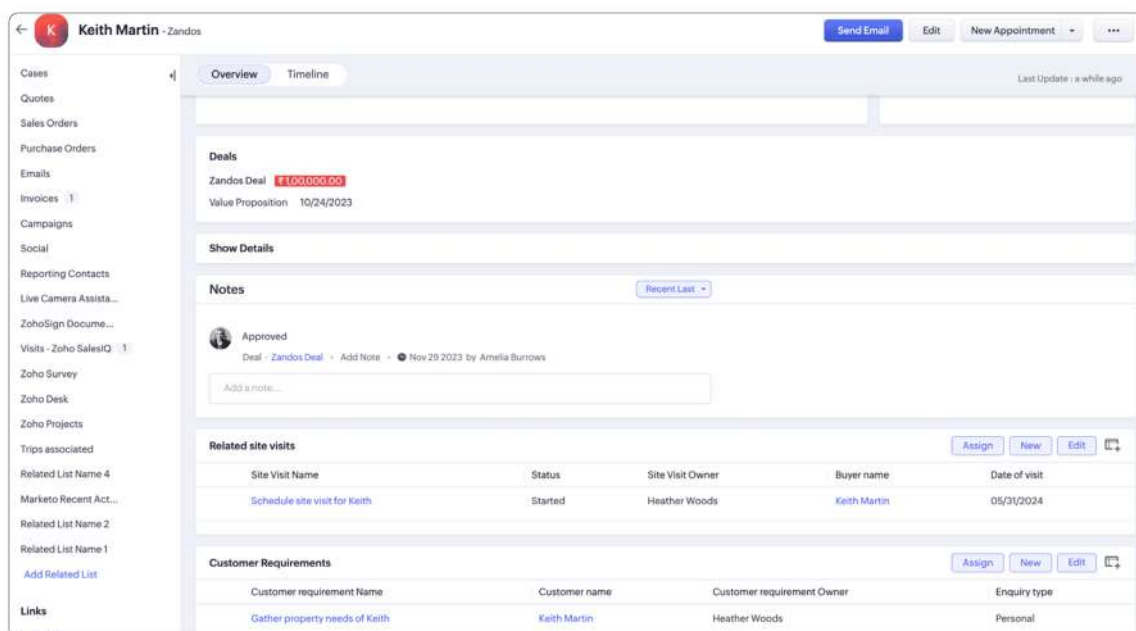 K
Keith Martin - Zandos
Send Email
Edit
New Appointment
Cases
Quotes
Sales Orders
Purchase Orders
Emails
Invoices 1
Campaigns
Social
Reporting Contacts
Live Camera Assista...
ZohoSign Docume...
Visits - Zoho SalesIQ 1
Zoho Survey
Zoho Desk
Zoho Projects
Trips associated
Related List Name 4
Marketo Recent Act...
Related List Name 2
Related List Name 1
Add Related List
Links
Overview Timeline
Last Update : a while ago
Deals
Zandos Deal ₹ 1,00,000.00
Value Proposition 10/24/2023
Show Details
Notes
Recent Last
Approved
Deal - Zandos Deal • Add Note • Nov 29 2023 by Amelia Burrows
Add a note...
Related site visits
Assign New Edit
Site Visit Name Status Site Visit Owner Buyer name Date of visit
Schedule site visit for Keith Started Heather Woods Keith Martin 05/31/2024
Customer Requirements
Assign New Edit
Customer requirement Name Customer name Customer requirement Owner Enquiry type
Gather property needs of Keith Keith Martin Heather Woods Personal